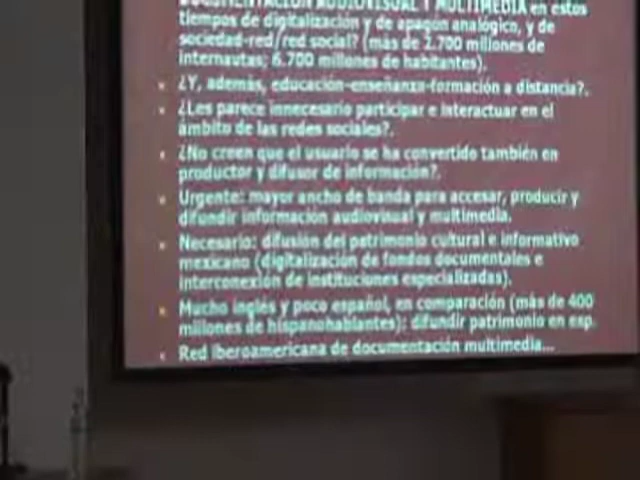 DOCUMENTACIÓN AUDIOVISUAL Y MULTIMEDIA en estos
tiempos de digitalización y de apagón analógico, y de
sociedad-red/red social? (más de 2.700 millones de
internautas; 6.700 millones de habitantes).
¿Y, además, educación-enseñanza-formación a distancia?.
¿Les parece innecesario participar e interactuar en el
ámbito de las redes sociales?.
¿No creen que el usuario se ha convertido también en
productor y difusor de información?.
Urgente: mayor ancho de banda para accesar, producir y
difundir información audiovisual y multimedia.
Necesario: difusión del patrimonio cultural e informativo
mexicano (digitalización de fondos documentales e
interconexión de instituciones especializadas).
Mucho inglés y poco español, en comparación (más de 400
millones de hispanohablantes): difundir patrimonio en esp.
Red iberoamericana de documentación multimedia...